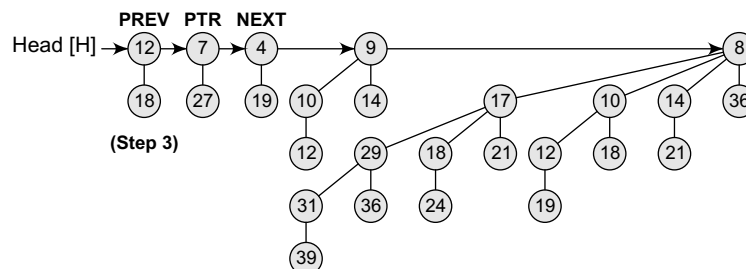 PREV PTR NEXT
Head [H] 12 7 4 9 8
18 27 19 10 14 17 10 14 36
(Step 3) 12 29 18 21 12 18 21
31 36 24 19
39